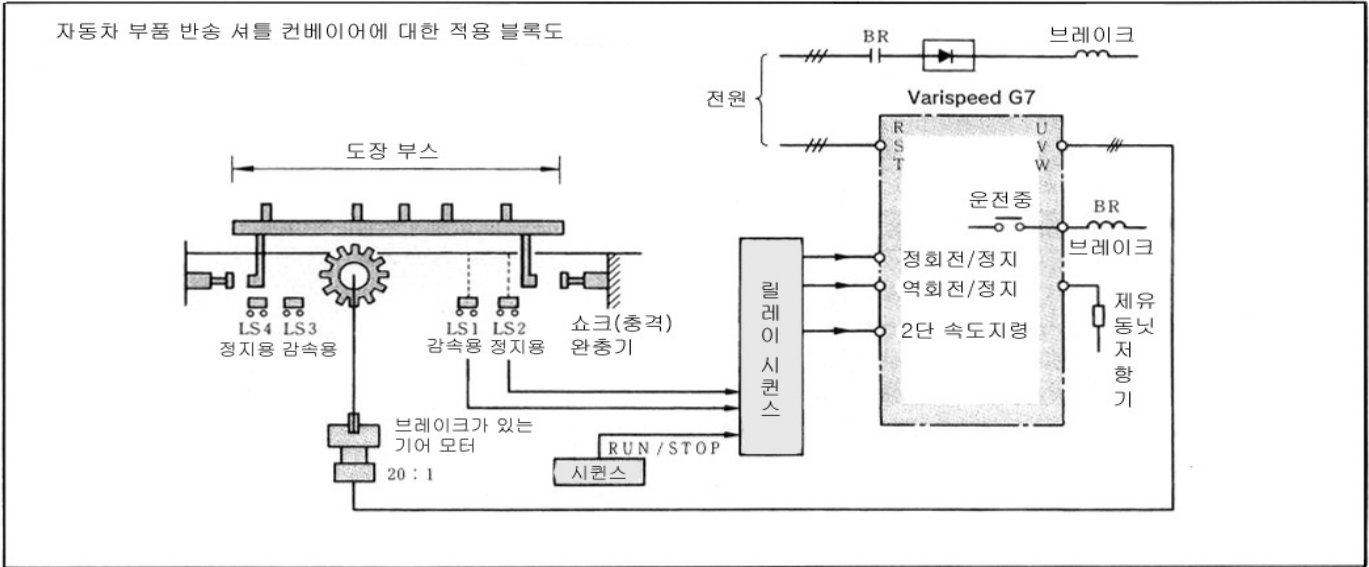 자동차 부품 반송 셔틀 컨베이어에 대한 적용 블록도
BR
브레이크
전원
Varispeed G7
R
S
T
U
V
W
도장 부스
운전중
BR
브레이크
정회전/정지
역회전/정지
2단 속도지령
릴레이 시퀀스
제유
동닛
저
항
기
LS4 LS3
정지용 감속용
LS1 LS2
감속용 정지용
쇼크(충격)
완충기
브레이크가 있는
기어 모터
20 : 1
RUN / STOP
시퀀스